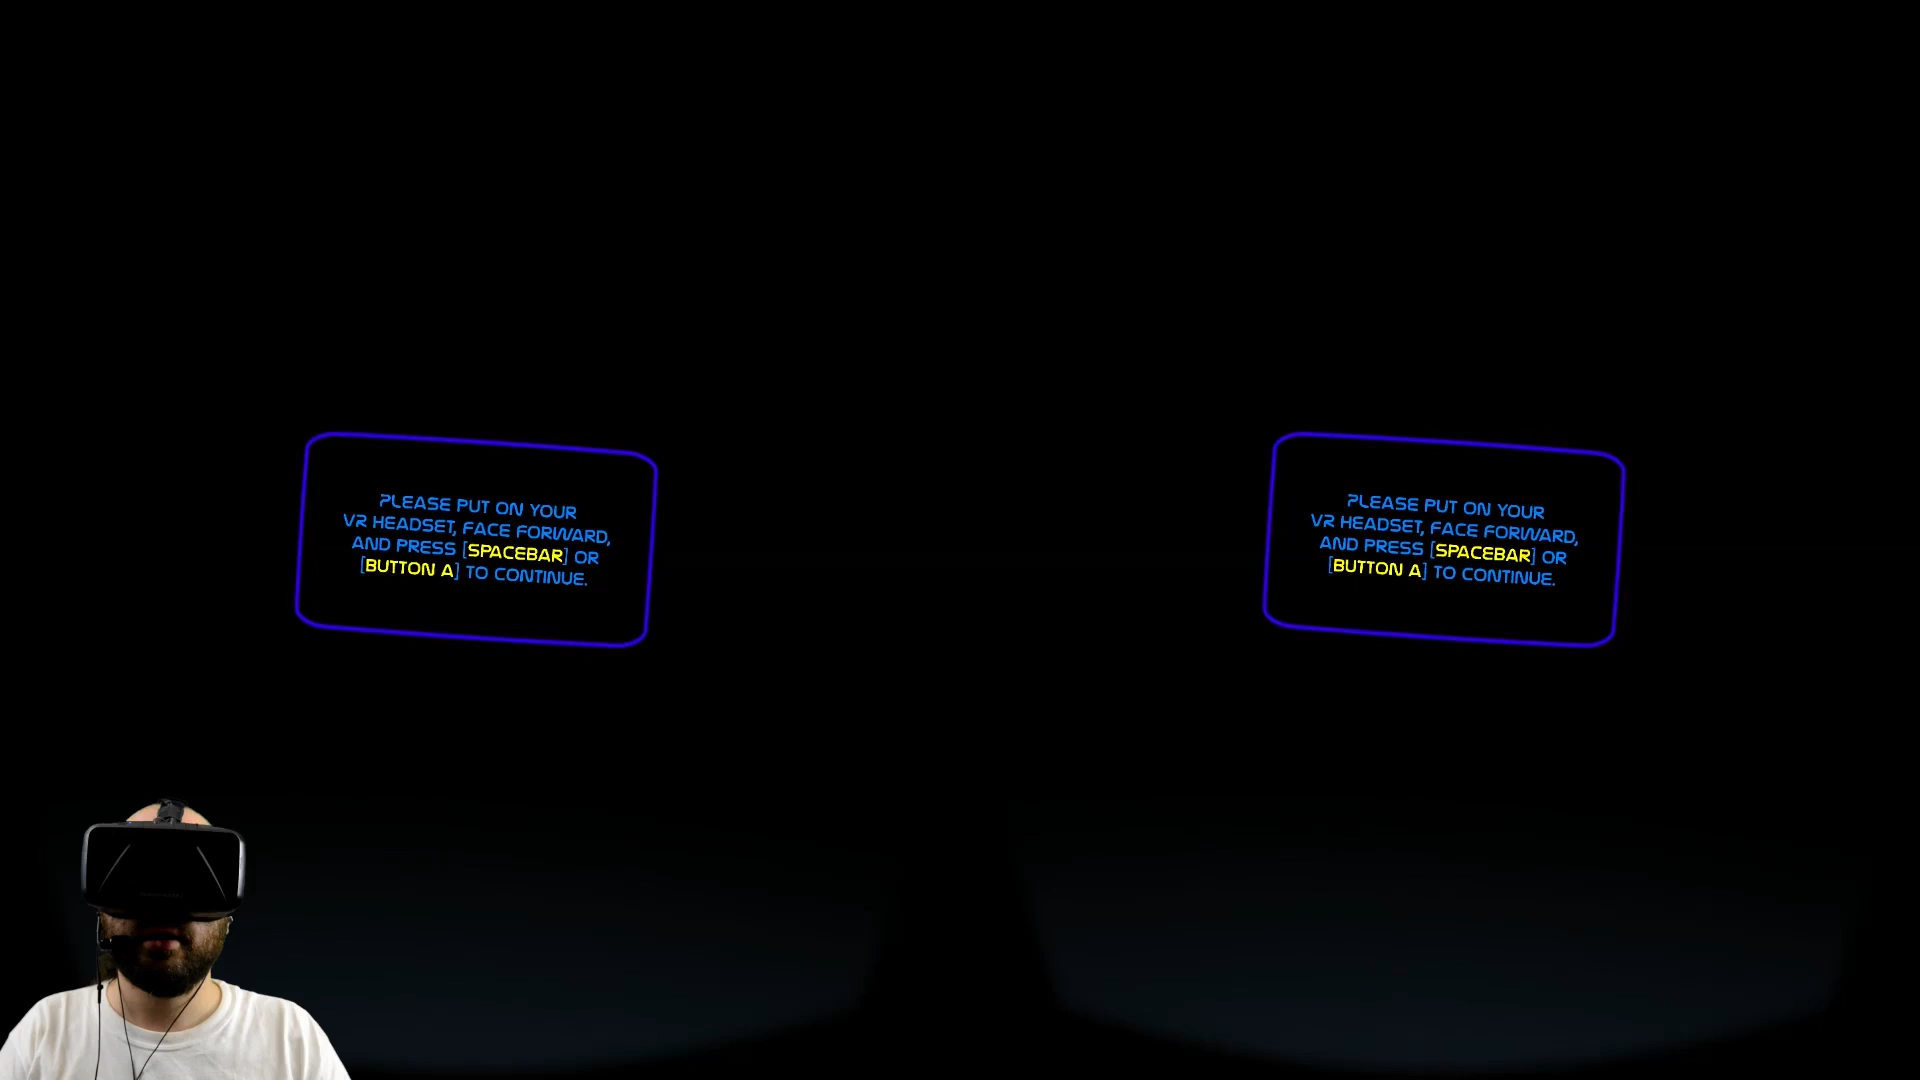 PLEASE PUT ON YOUR
VR HEADSET, FACE FORWARD,
AND PRESS [SPACEBAR] OR
[BUTTON A] TO CONTINUE.
PLEASE PUT ON YOUR
VR HEADSET, FACE FORWARD,
AND PRESS [SPACEBAR] OR
[BUTTON A] TO CONTINUE.